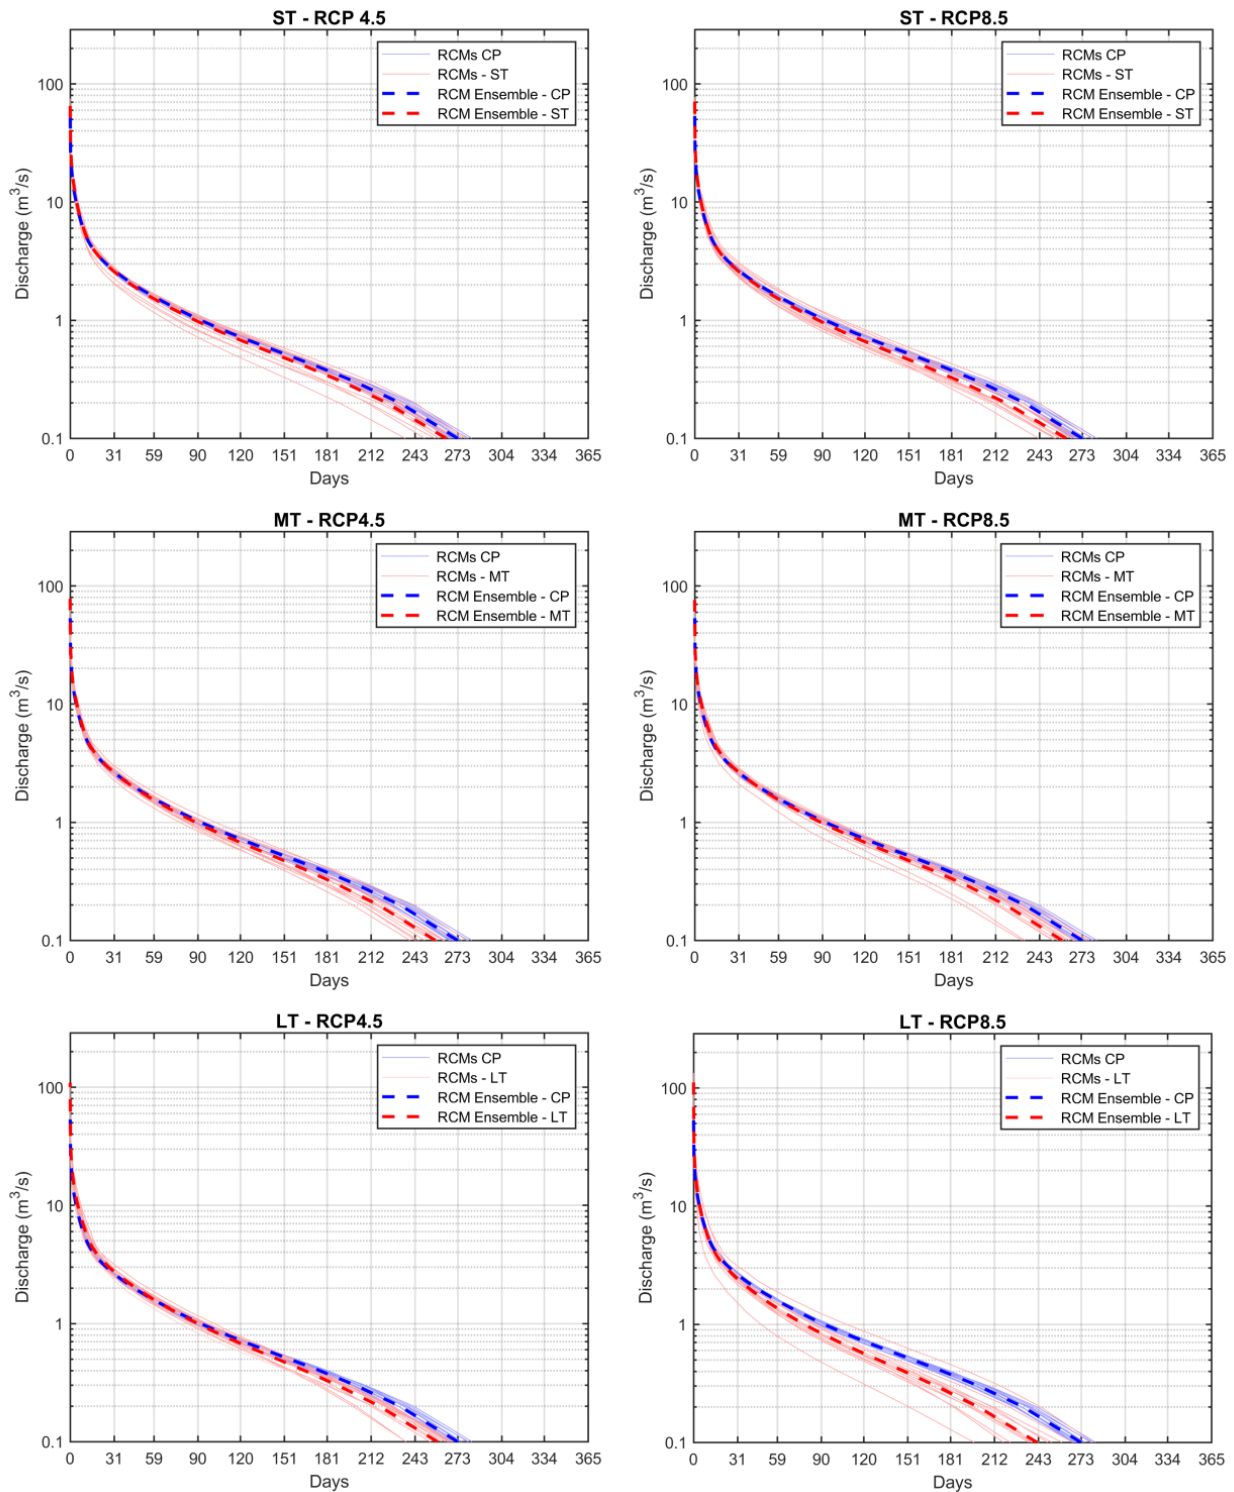 ST - RCP 4.5
RCMs CP
RCMs - ST
RCM Ensemble - CP
RCM Ensemble - ST
100
10
1
0.1
Discharge (m³/s)
0 31 59 90 120 151 181 212 243 273 304 334 365
Days
ST - RCP8.5
RCMs CP
RCMs - ST
RCM Ensemble - CP
RCM Ensemble - ST
100
10
1
0.1
Discharge (m³/s)
0 31 59 90 120 151 181 212 243 273 304 334 365
Days
MT - RCP4.5
RCMs CP
RCMs - MT
RCM Ensemble - CP
RCM Ensemble - MT
100
10
1
0.1
Discharge (m³/s)
0 31 59 90 120 151 181 212 243 273 304 334 365
Days
MT - RCP8.5
RCMs CP
RCMs - MT
RCM Ensemble - CP
RCM Ensemble - MT
100
10
1
0.1
Discharge (m³/s)
0 31 59 90 120 151 181 212 243 273 304 334 365
Days
LT - RCP4.5
RCMs CP
RCMs - LT
RCM Ensemble - CP
RCM Ensemble - LT
100
10
1
0.1
Discharge (m³/s)
0 31 59 90 120 151 181 212 243 273 304 334 365
Days
LT - RCP8.5
RCMs CP
RCMs - LT
RCM Ensemble - CP
RCM Ensemble - LT
100
10
1
0.1
Discharge (m³/s)
0 31 59 90 120 151 181 212 243 273 304 334 365
Days